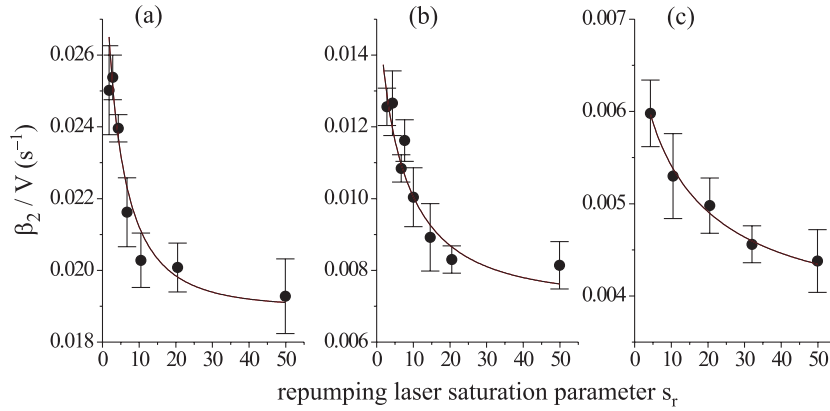 (a) (b) (c)
0.026 0.014 0.007
0.024 0.012 0.006
0.022 0.010 0.005
0.020 0.008 0.004
0.018 0.006
β₂ / V (s⁻¹)
0 10 20 30 40 50 0 10 20 30 40 50 0 10 20 30 40 50
repumping laser saturation parameter sᵣ